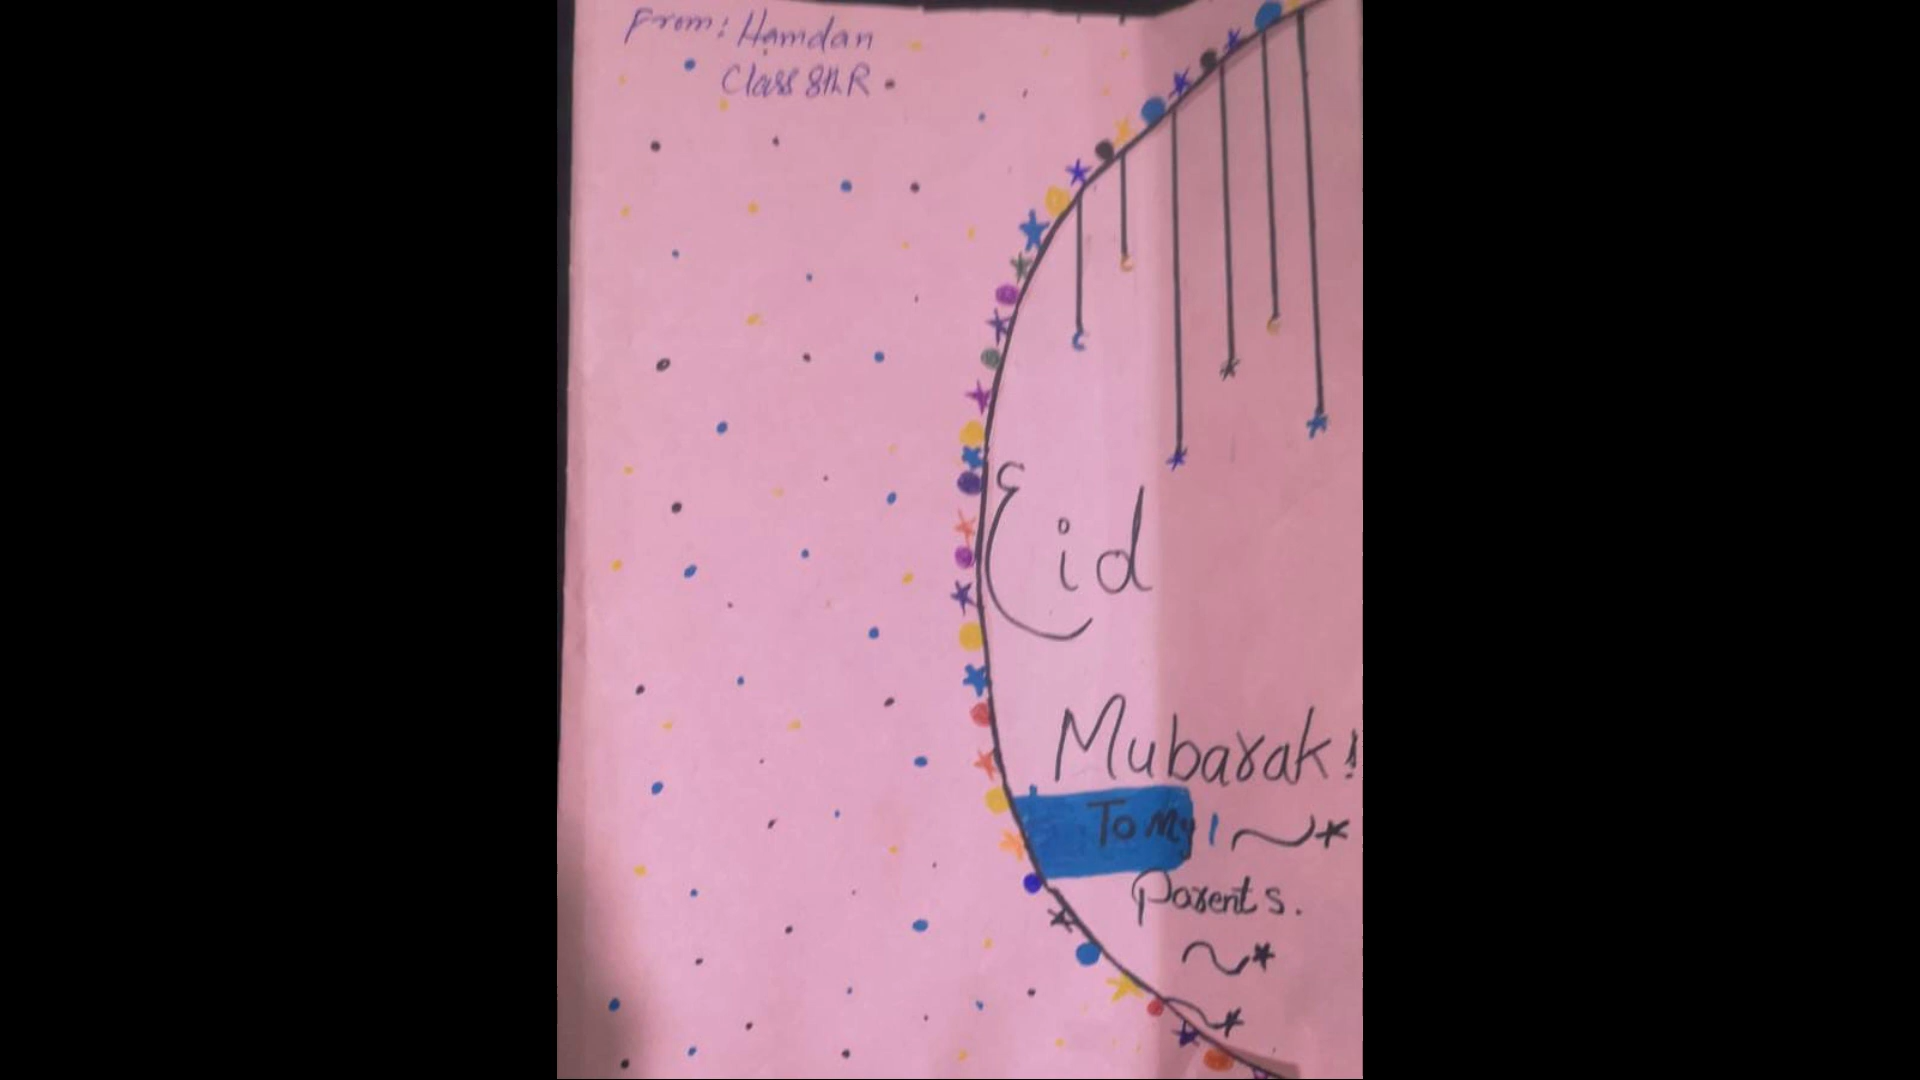 From: Hamdan
Class 8th R.
Eid
Mubarak!
To My
Parents.